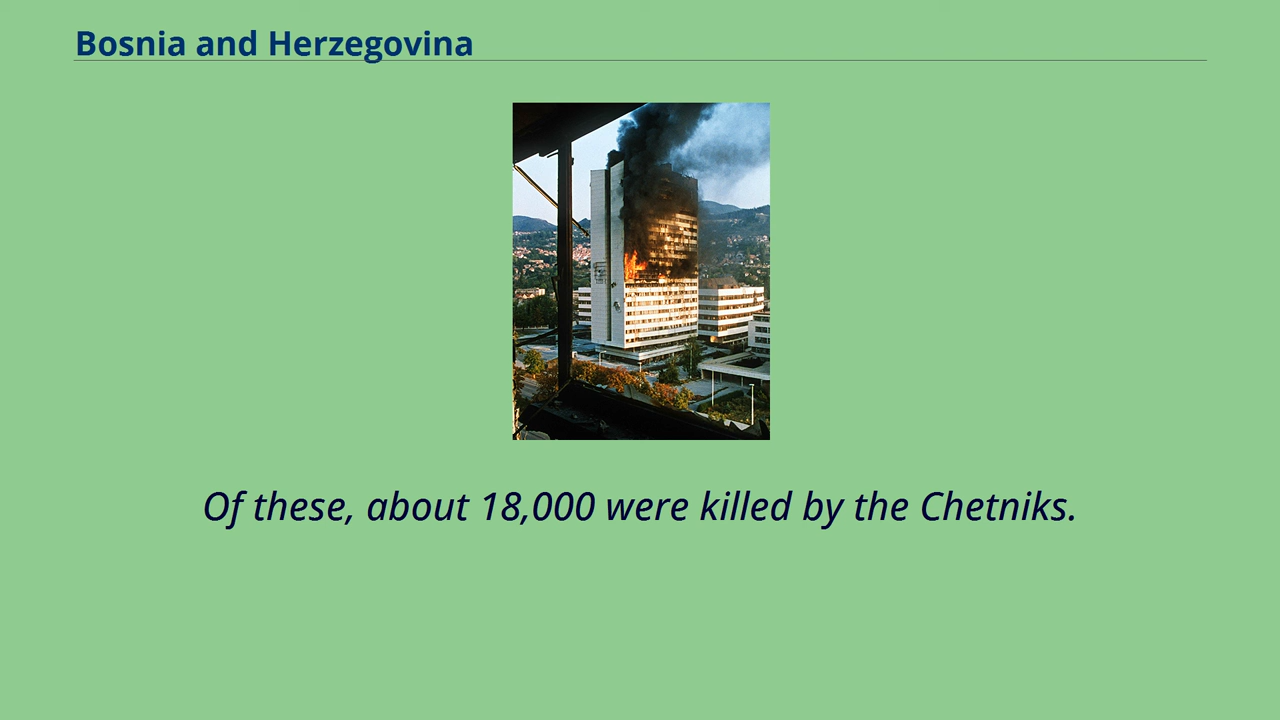 Bosnia and Herzegovina
Of these, about 18,000 were killed by the Chetniks.